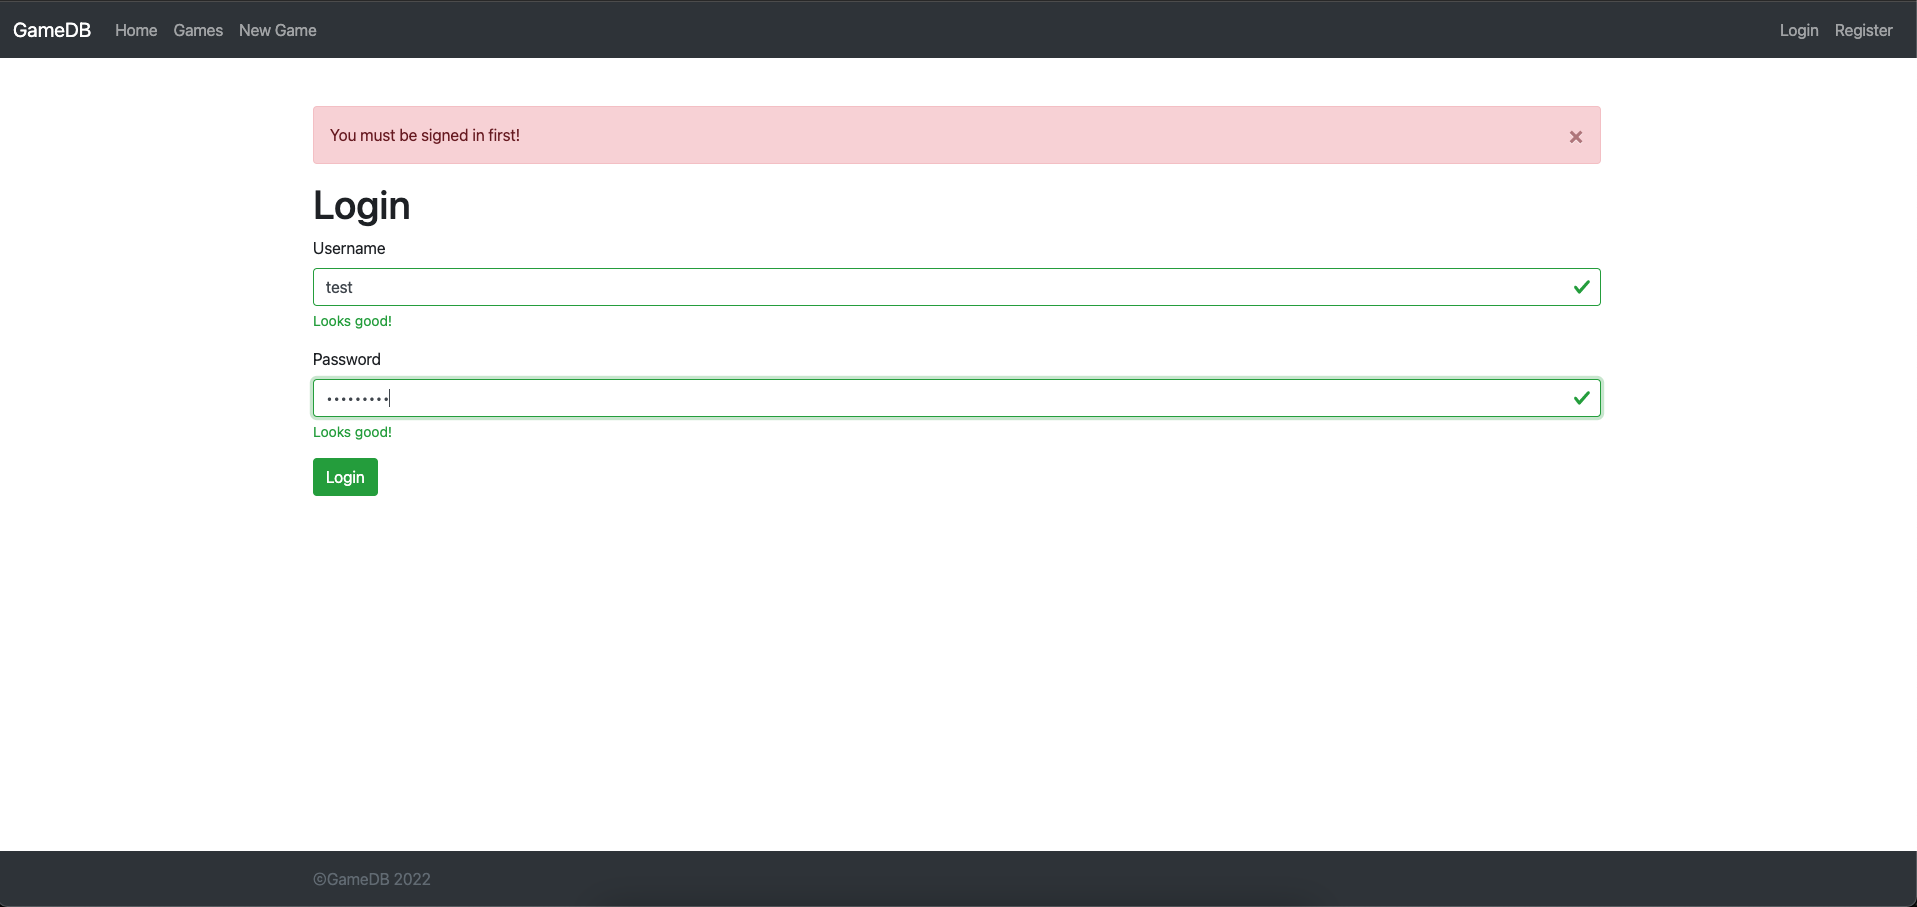 GameDB Home Games New Game Login Register
You must be signed in first! ×
Login
Username
test
Looks good!
Password
•••••••••
Looks good!
Login
©GameDB 2022